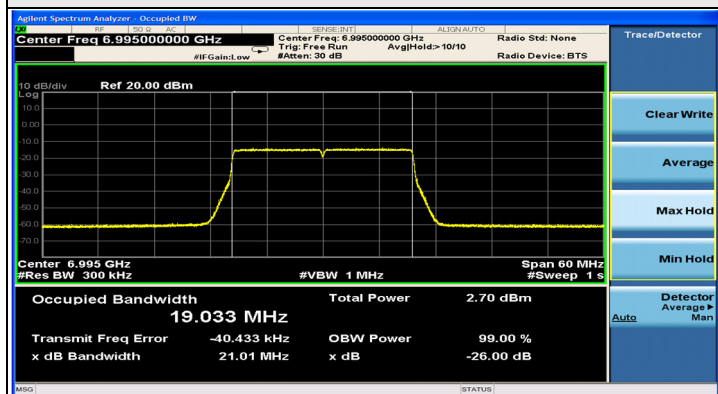 Agilent Spectrum Analyzer - Occupied BW
RF 50 Ω AC SENSE:INT ALIGN AUTO
Center Freq 6.995000000 GHz
Center Freq: 6.995000000 GHz
Radio Std: None
Trig: Free Run Avg|Hold:>10/10
#IFGain:Low #Atten: 30 dB Radio Device: BTS
10 dB/div Ref 20.00 dBm
Log
10.0
0.00
-10.0
-20.0
-30.0
-40.0
-50.0
-60.0
-70.0
Center 6.995 GHz Span 60 MHz
#Res BW 300 kHz #VBW 1 MHz #Sweep 1 s
Occupied Bandwidth Total Power 2.70 dBm
19.033 MHz
Transmit Freq Error -40.433 kHz OBW Power 99.00 %
x dB Bandwidth 21.01 MHz x dB -26.00 dB
MSG STATUS
Trace/Detector
Clear Write
Average
Max Hold
Min Hold
Detector
Average ▶
Auto Man